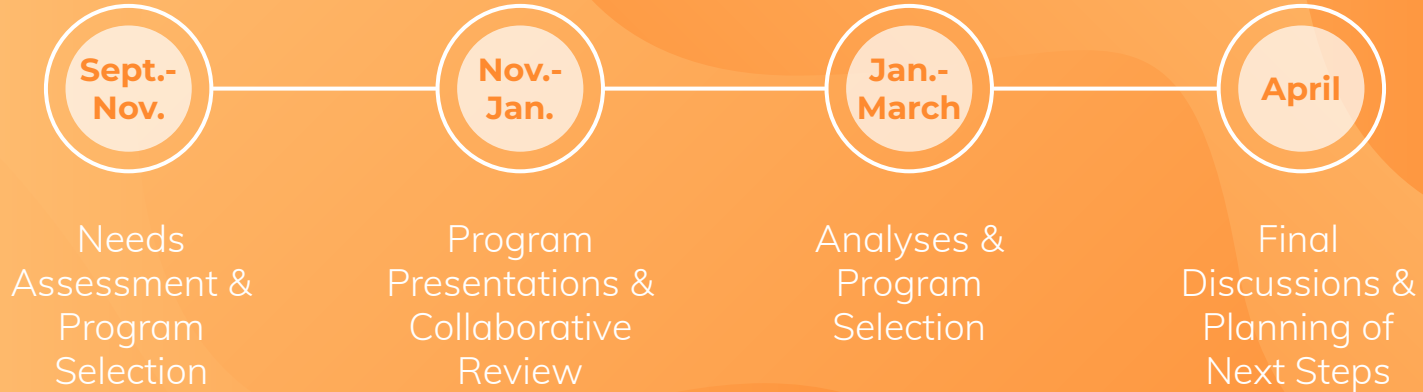 Sept.-
Nov.
Nov.-
Jan.
Jan.-
March
April
Needs
Assessment &
Program
Selection
Program
Presentations &
Collaborative
Review
Analyses &
Program
Selection
Final
Discussions &
Planning of
Next Steps